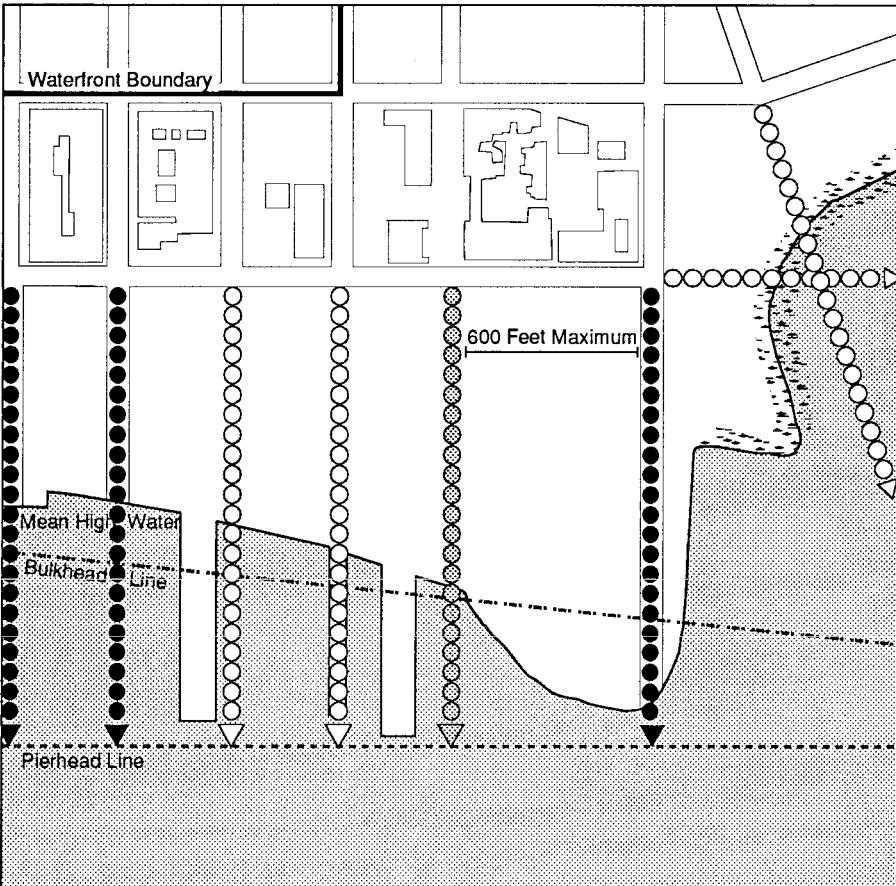 Waterfront Boundary
600 Feet Maximum
Mean High Water
Bulkhead Line
Pierhead Line